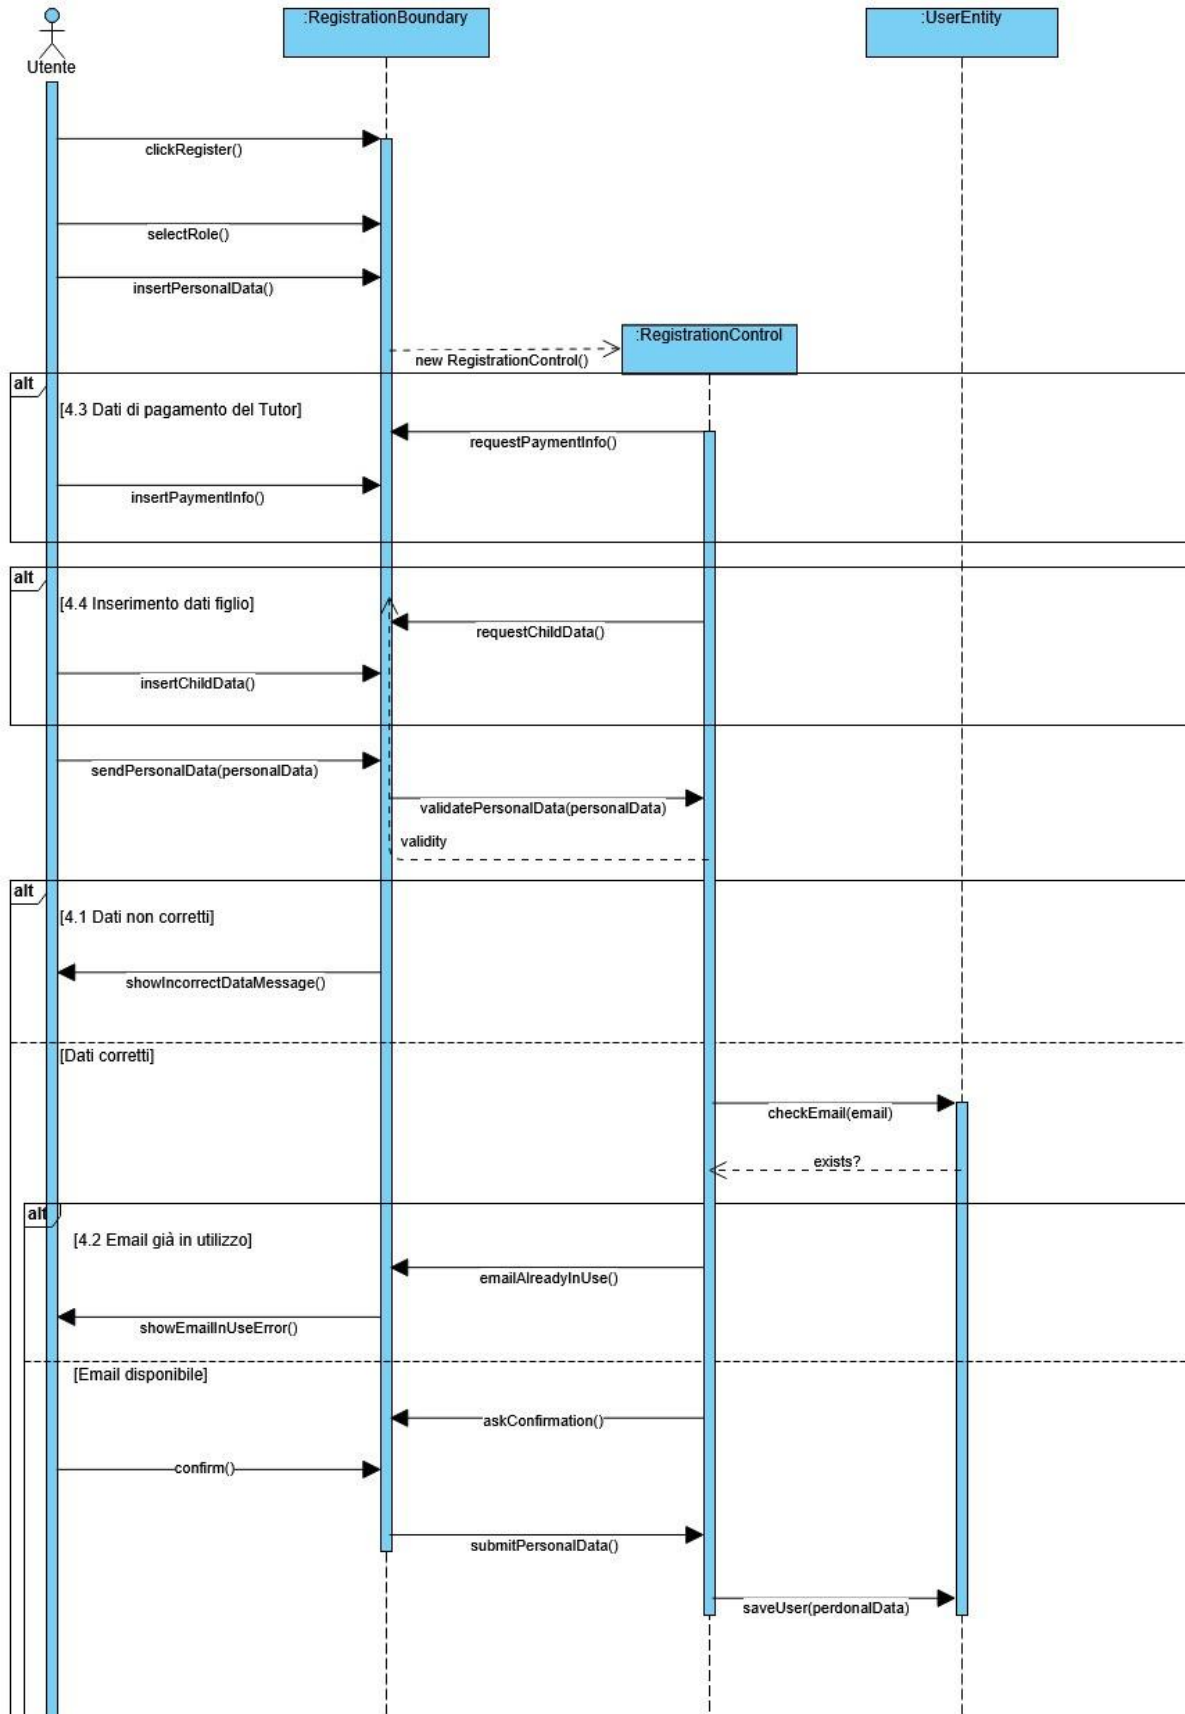 :RegistrationBoundary
:UserEntity
Utente
clickRegister()
selectRole()
insertPersonalData()
:RegistrationControl
new RegistrationControl()
alt
[4.3 Dati di pagamento del Tutor]
requestPaymentInfo()
insertPaymentInfo()
alt
[4.4 Inserimento dati figlio]
requestChildData()
insertChildData()
sendPersonalData(personalData)
validatePersonalData(personalData)
validity
alt
[4.1 Dati non corretti]
showIncorrectDataMessage()
[Dati corretti]
checkEmail(email)
exists?
alt
[4.2 Email già in utilizzo]
emailAlreadyInUse()
showEmailInUseError()
[Email disponibile]
askConfirmation()
confirm()
submitPersonalData()
saveUser(perdonalData)